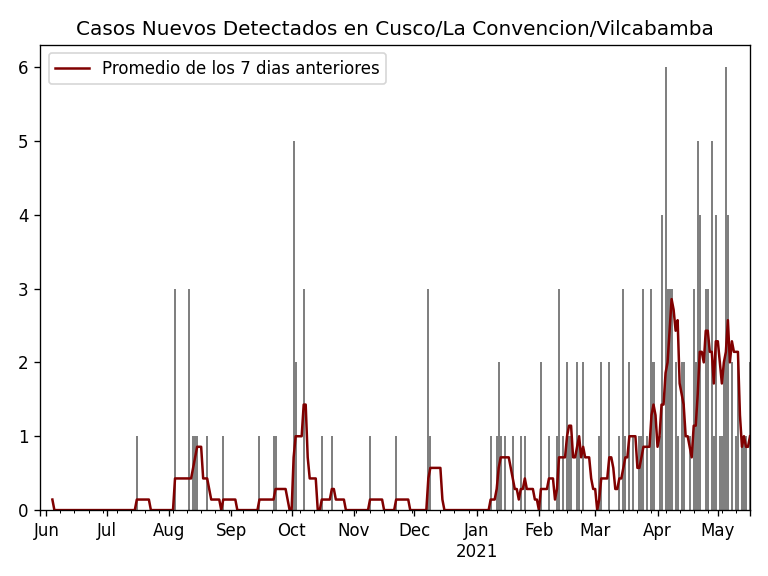 Casos Nuevos Detectados en Cusco/La Convencion/Vilcabamba
Promedio de los 7 dias anteriores
6
5
4
3
2
1
0
Jun Jul Aug Sep Oct Nov Dec Jan Feb Mar Apr May
2021